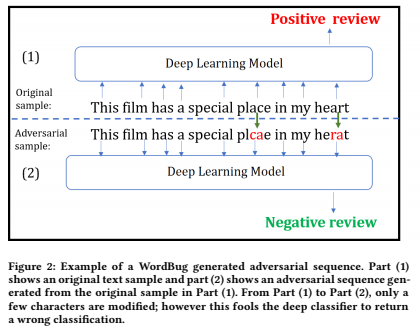 Positive review
(1)
Deep Learning Model
Original
sample:
This film has a special place in my heart
Adversarial
sample:
This film has a special plcae in my herat
(2)
Deep Learning Model
Negative review
Figure 2: Example of a WordBug generated adversarial sequence. Part (1)
shows an original text sample and part (2) shows an adversarial sequence gen-
erated from the original sample in Part (1). From Part (1) to Part (2), only a
few characters are modified; however this fools the deep classifier to return
a wrong classification.